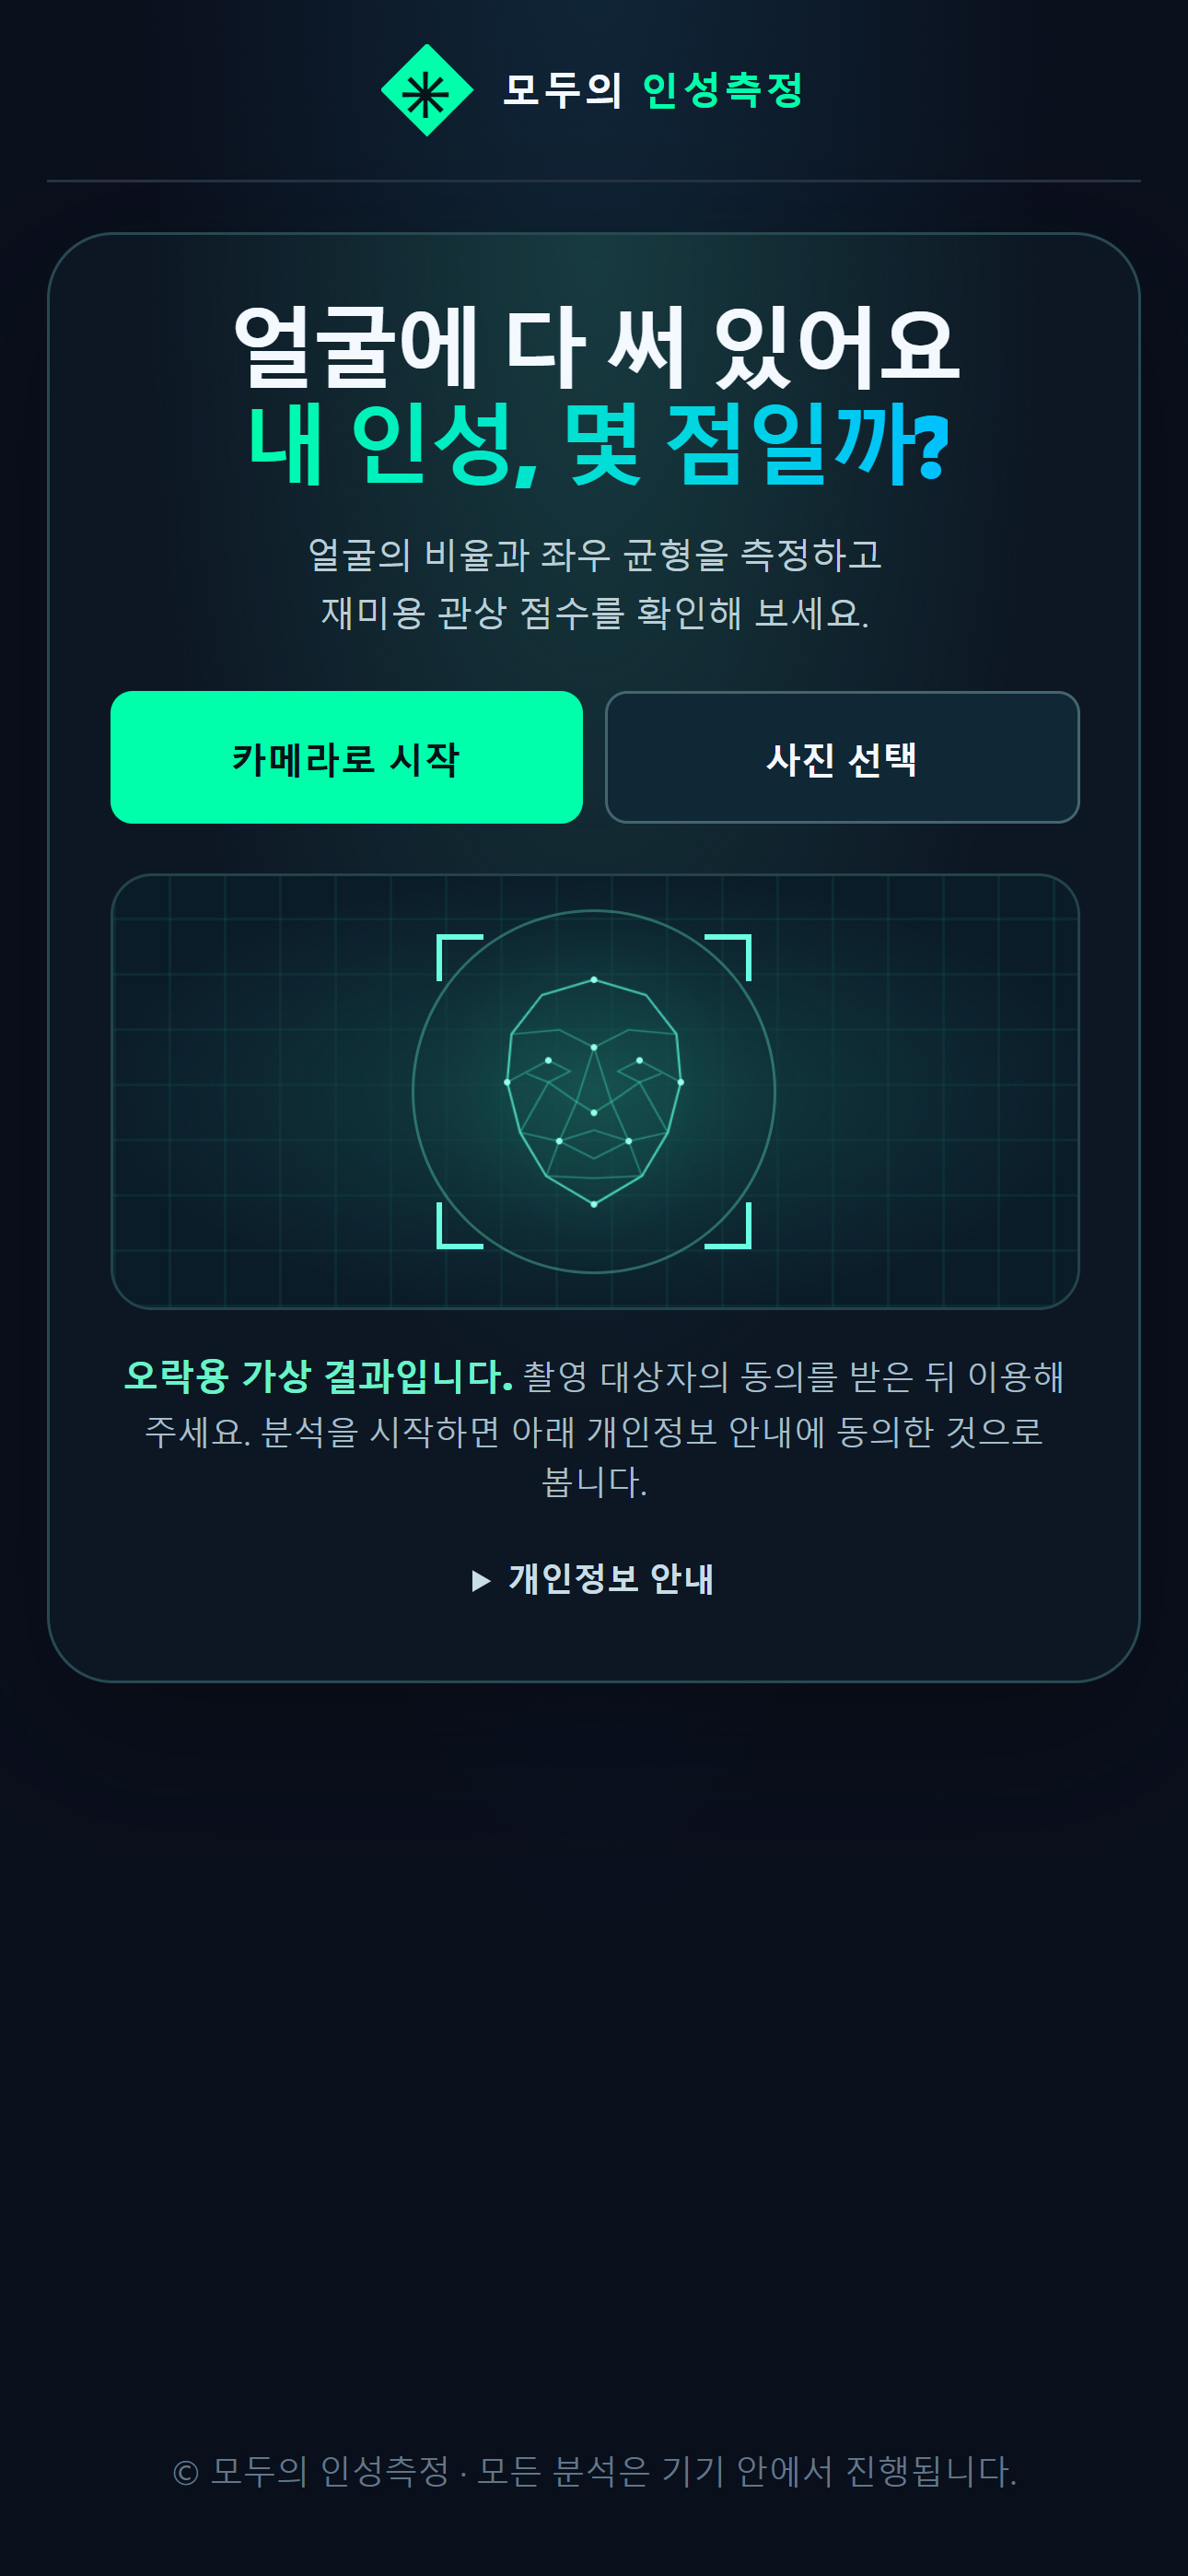 모두의 인성측정
얼굴에 다 써 있어요
내 인성, 몇 점일까?
얼굴의 비율과 좌우 균형을 측정하고
재미용 관상 점수를 확인해 보세요.
카메라로 시작
사진 선택
오락용 가상 결과입니다. 촬영 대상자의 동의를 받은 뒤 이용해
주세요. 분석을 시작하면 아래 개인정보 안내에 동의한 것으로
봅니다.
▶ 개인정보 안내
© 모두의 인성측정 · 모든 분석은 기기 안에서 진행됩니다.